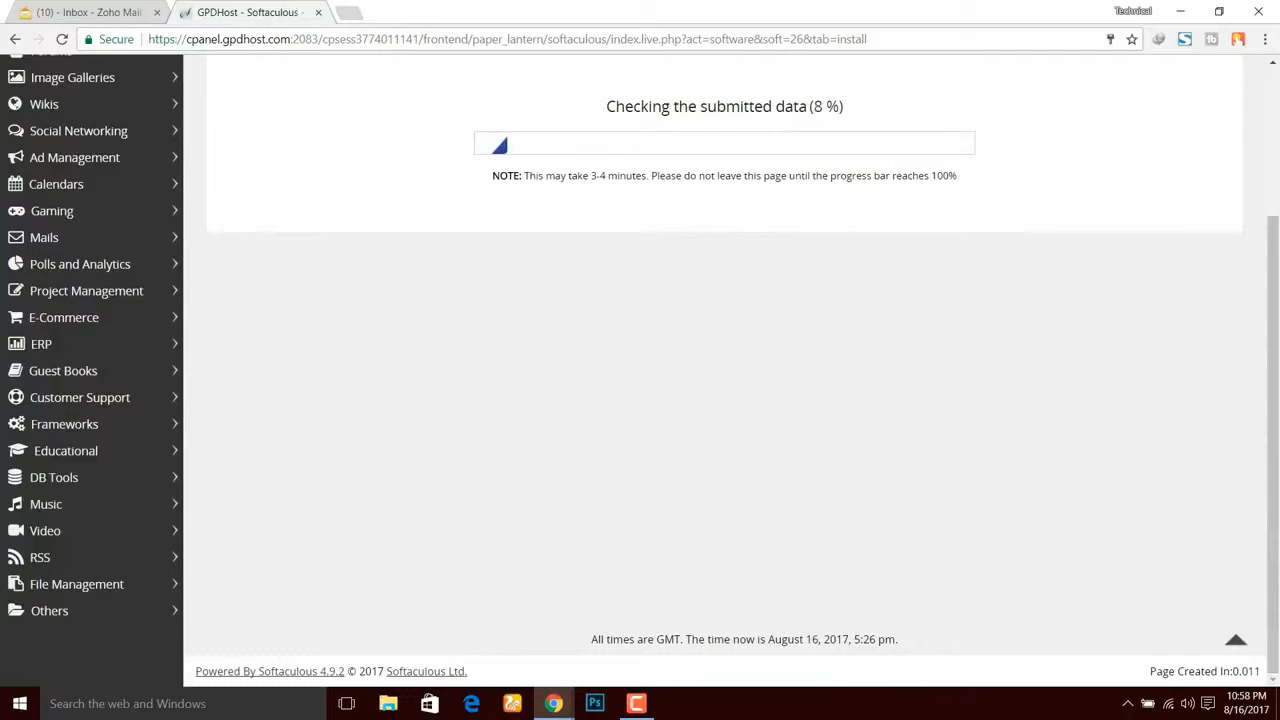 (10) - Inbox - Zoho Mail
GPDHost - Softaculous -
Technical
Secure
https://cpanel.gpdhost.com:2083/cpsess3774011141/frontend/paper_lantern/softaculous/index.live.php?act=software&soft=26&tab=install
Image Galleries
Wikis
Social Networking
Ad Management
Calendars
Gaming
Mails
Polls and Analytics
Project Management
E-Commerce
ERP
Guest Books
Customer Support
Frameworks
Educational
DB Tools
Music
Video
RSS
File Management
Others
Checking the submitted data (8 %)
NOTE: This may take 3-4 minutes. Please do not leave this page until the progress bar reaches 100%
All times are GMT. The time now is August 16, 2017, 5:26 pm.
Powered By Softaculous 4.9.2 © 2017 Softaculous Ltd.
Page Created In:0.011
Search the web and Windows
Ps
10:58 PM
8/16/2017